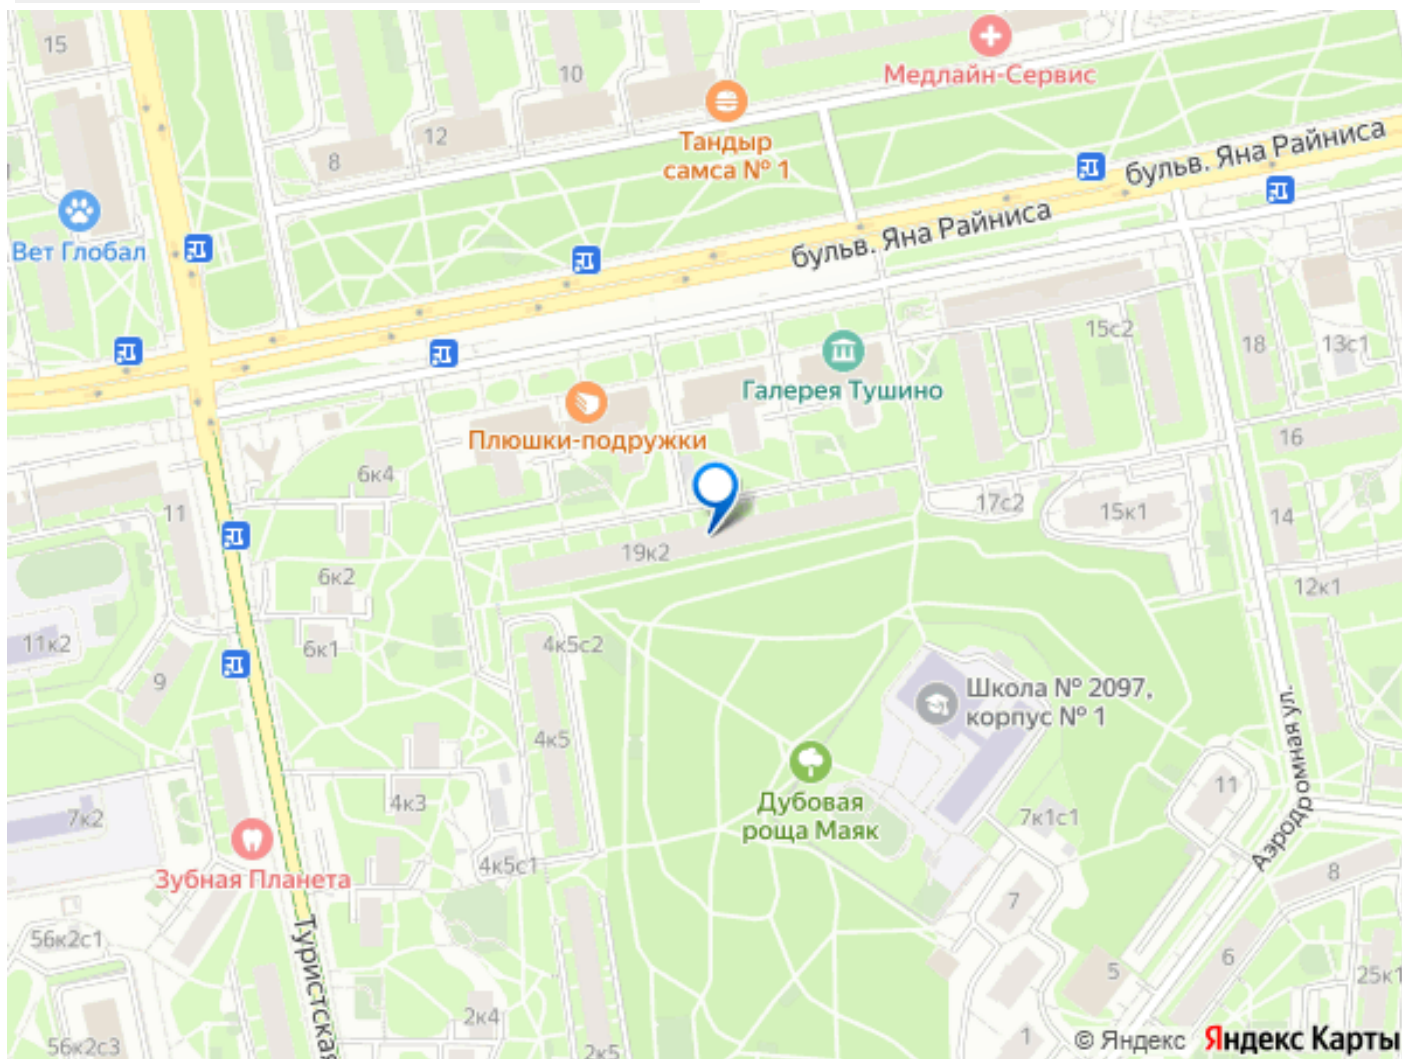 15
10
Медлайн-Сервис
12
8
Тандыр
самса № 1
бульв. Яна Райниса
Вет Глобал
бульв. Яна Райниса
15с2
18
13с1
Галерея Тушино
Плюшки-подружки
16
6к4
11
17с2
15к1
14
19к2
6к2
12к1
11к2
6к1
4к5с2
9
Школа № 2097,
корпус № 1
4к5
Аэродромная ул.
11
4к3
Дубовая
роща Маяк
7к2
7к1с1
Зубная Планета
4к5с1
8
7
56к2с1
Туристская
6
5
25к1
2к4
1
56к2с3
2к5
© Яндекс Яндекс Карты